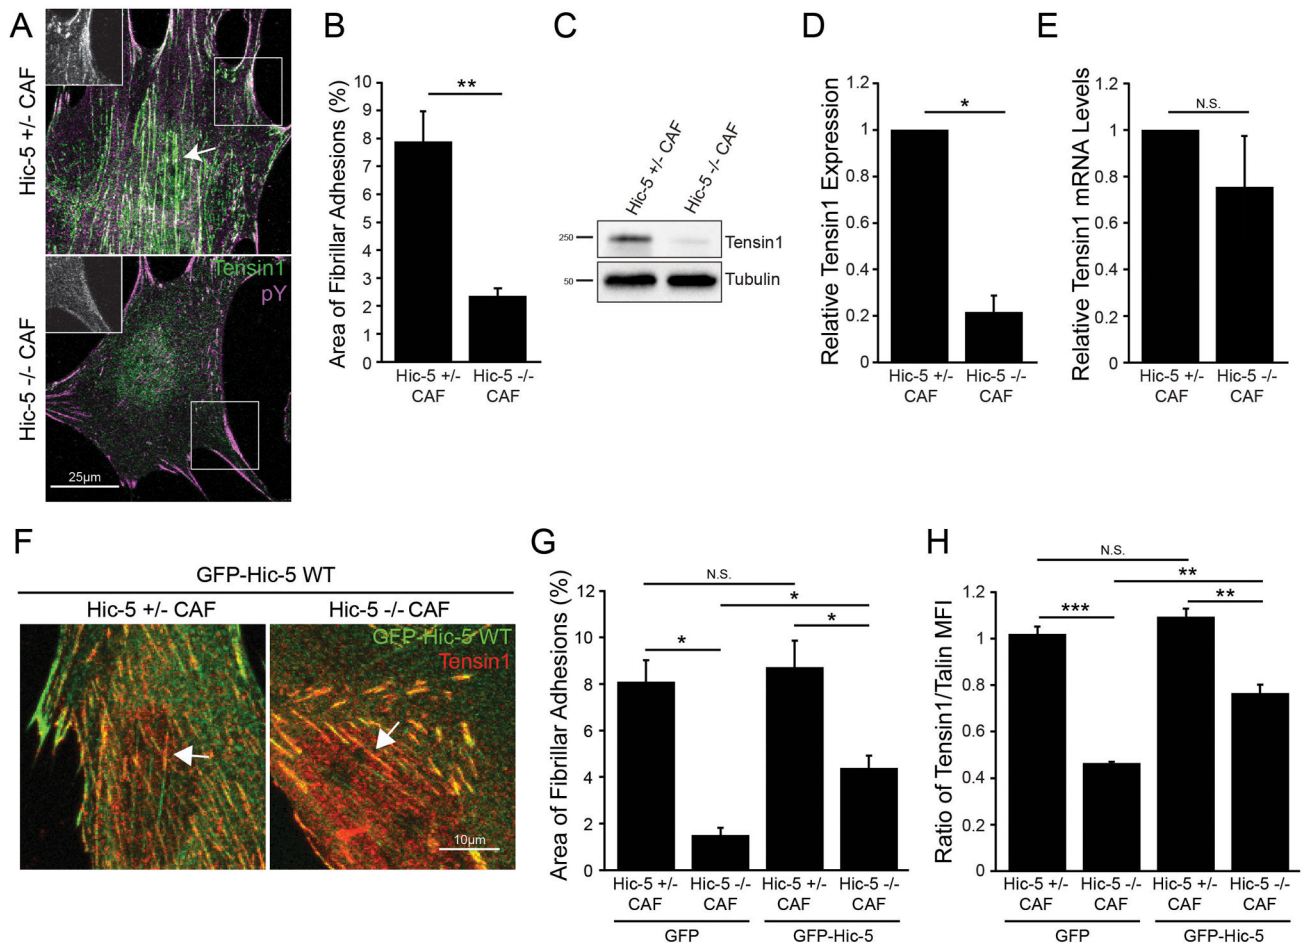 A
Hic-5 +/- CAF
Hic-5 -/- CAF
Tensin1
pY
25µm
B
Area of Fibrillar Adhesions (%)
10
9
8
7
6
5
4
3
2
1
0
**
Hic-5 +/-
CAF
Hic-5 -/-
CAF
C
Hic-5 +/- CAF
Hic-5 -/- CAF
250
Tensin1
50
Tubulin
D
Relative Tensin1 Expression
1.2
1
0.8
0.6
0.4
0.2
0
*
Hic-5 +/-
CAF
Hic-5 -/-
CAF
E
Relative Tensin1 mRNA Levels
1.2
1
0.8
0.6
0.4
0.2
0
N.S.
Hic-5 +/-
CAF
Hic-5 -/-
CAF
F
GFP-Hic-5 WT
Hic-5 +/- CAF
Hic-5 -/- CAF
GFP-Hic-5 WT
Tensin1
10µm
G
Area of Fibrillar Adhesions (%)
12
10
8
6
4
2
0
N.S.
*
*
*
Hic-5 +/-
CAF
Hic-5 -/-
CAF
Hic-5 +/-
CAF
Hic-5 -/-
CAF
GFP
GFP-Hic-5
H
Ratio of Tensin1/Talin MFI
1.2
1
0.8
0.6
0.4
0.2
0
N.S.
**
***
**
Hic-5 +/-
CAF
Hic-5 -/-
CAF
Hic-5 +/-
CAF
Hic-5 -/-
CAF
GFP
GFP-Hic-5